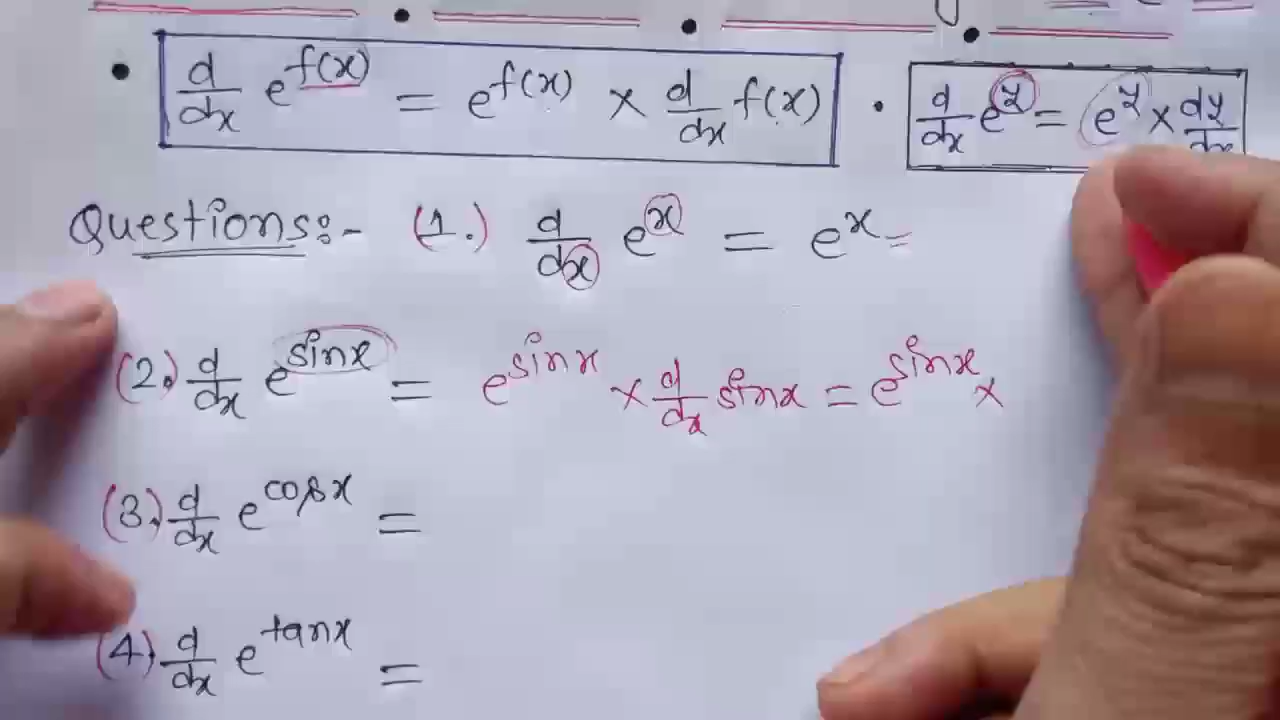 • d/dx e^f(x) = e^f(x) × d/dx f(x) • d/dx e^y = e^y × dy/dx
Questions:- (1.) d/dx e^x = e^x =
(2.) d/dx e^sinx = e^sinx × d/dx sinx = e^sinx ×
(3.) d/dx e^cosx =
(4) d/dx e^tanx =